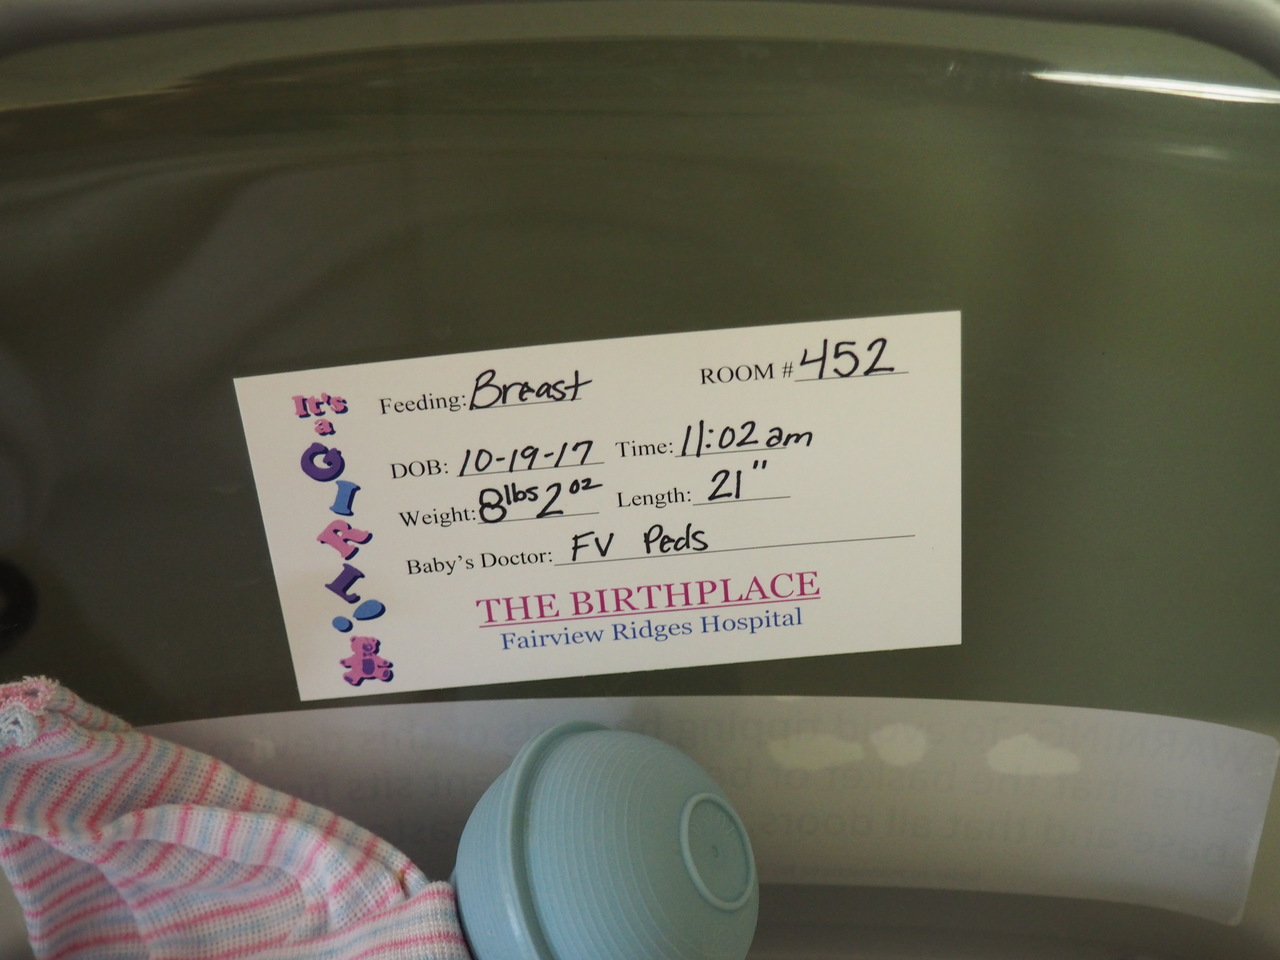 It's
a
GIRL!
Feeding: Breast
ROOM # 452
DOB: 10-19-17 Time: 11:02 am
Weight: 8 lbs 2 oz Length: 21"
Baby's Doctor: FV Peds
THE BIRTHPLACE
Fairview Ridges Hospital